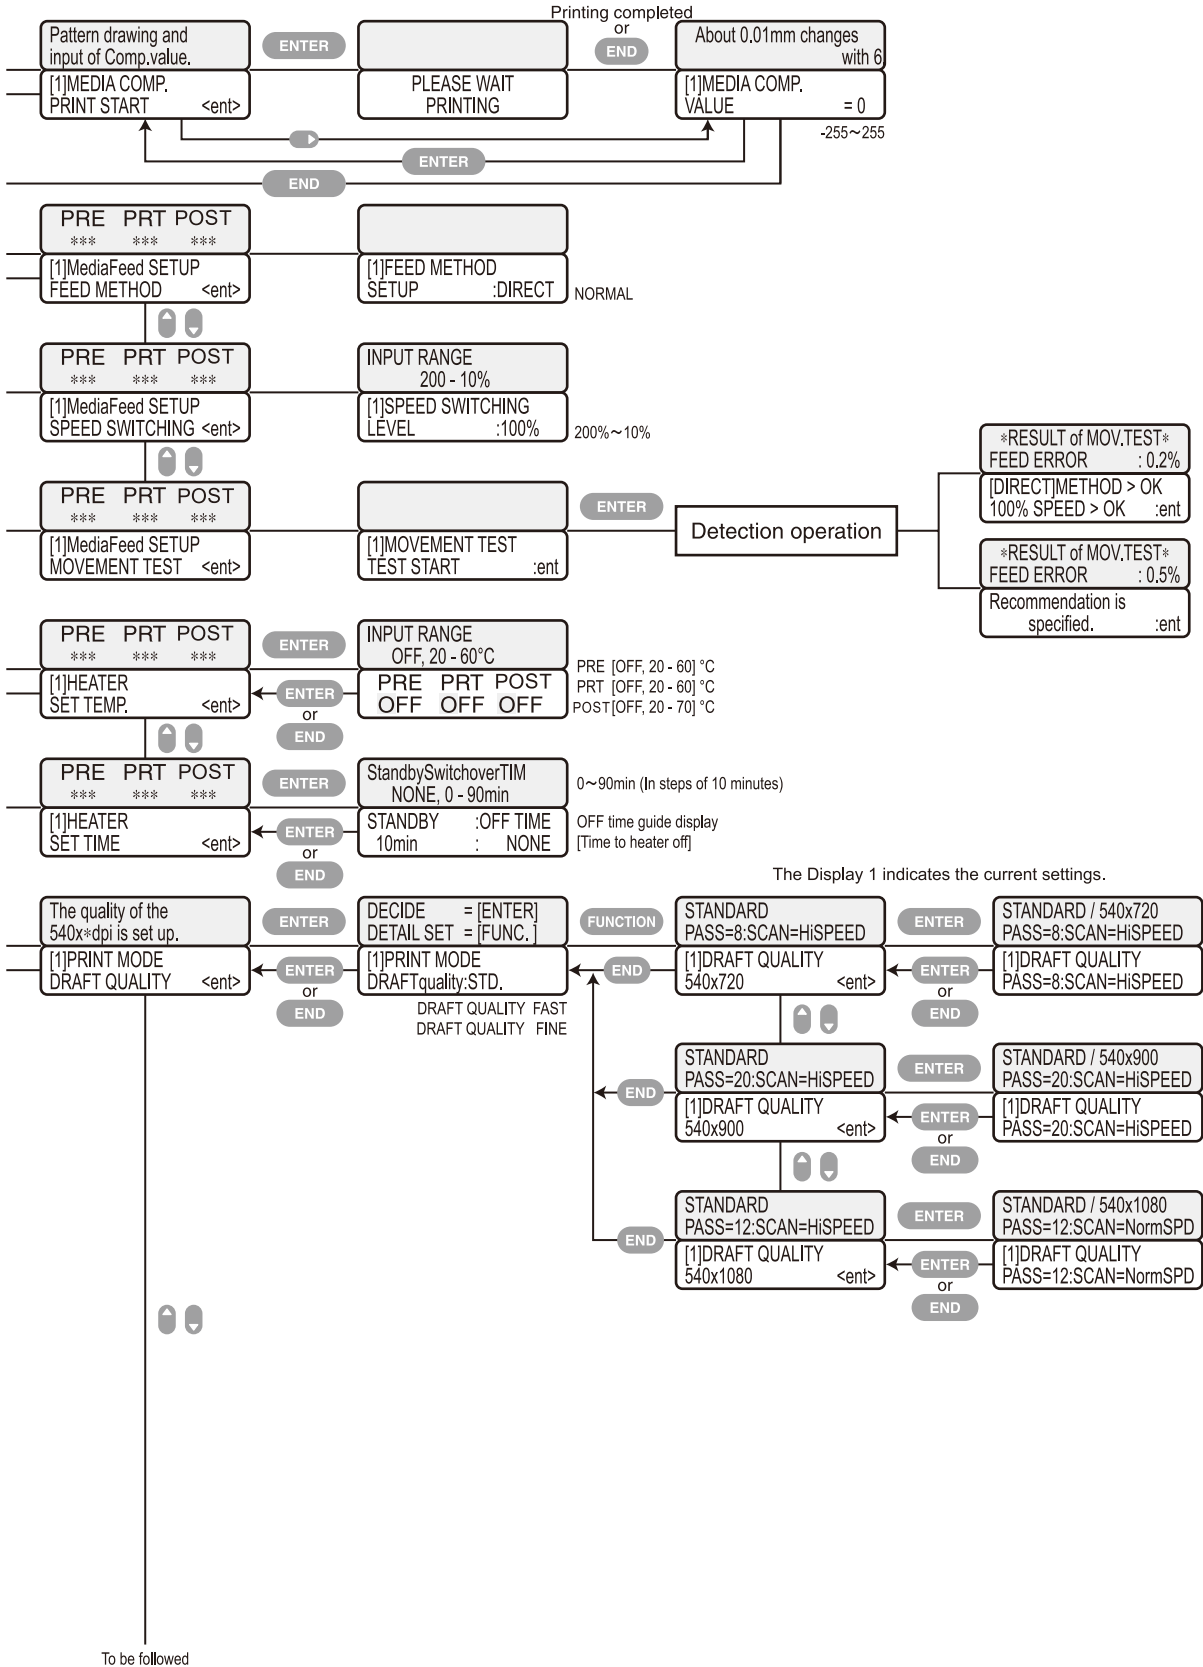 Printing completed
or
Pattern drawing and
input of Comp.value.
ENTER
END
About 0.01mm changes
with 6
[1]MEDIA COMP.
PRINT START <ent>
PLEASE WAIT
PRINTING
[1]MEDIA COMP.
VALUE = 0
-255～255
ENTER
END
PRE PRT POST
*** *** ***
[1]MediaFeed SETUP
FEED METHOD <ent>
[1]FEED METHOD
SETUP :DIRECT
NORMAL
PRE PRT POST
*** *** ***
[1]MediaFeed SETUP
SPEED SWITCHING <ent>
INPUT RANGE
200 - 10%
[1]SPEED SWITCHING
LEVEL :100%
200%～10%
PRE PRT POST
*** *** ***
[1]MediaFeed SETUP
MOVEMENT TEST <ent>
[1]MOVEMENT TEST
TEST START :ent
ENTER
Detection operation
*RESULT of MOV.TEST*
FEED ERROR : 0.2%
[DIRECT]METHOD > OK
100% SPEED > OK :ent
*RESULT of MOV.TEST*
FEED ERROR : 0.5%
Recommendation is
specified. :ent
PRE PRT POST
*** *** ***
[1]HEATER
SET TEMP. <ent>
ENTER
ENTER
or
END
INPUT RANGE
OFF, 20 - 60°C
PRE PRT POST
OFF OFF OFF
PRE [OFF, 20 - 60] °C
PRT [OFF, 20 - 60] °C
POST [OFF, 20 - 70] °C
PRE PRT POST
*** *** ***
[1]HEATER
SET TIME <ent>
ENTER
ENTER
or
END
StandbySwitchoverTIM
NONE, 0 - 90min
STANDBY :OFF TIME
10min : NONE
0～90min (In steps of 10 minutes)
OFF time guide display
[Time to heater off]
The Display 1 indicates the current settings.
The quality of the
540x*dpi is set up.
[1]PRINT MODE
DRAFT QUALITY <ent>
ENTER
ENTER
or
END
DECIDE = [ENTER]
DETAIL SET = [FUNC. ]
[1]PRINT MODE
DRAFTquality:STD.
DRAFT QUALITY FAST
DRAFT QUALITY FINE
FUNCTION
END
STANDARD
PASS=8:SCAN=HiSPEED
[1]DRAFT QUALITY
540x720 <ent>
ENTER
ENTER
or
END
STANDARD / 540x720
PASS=8:SCAN=HiSPEED
[1]DRAFT QUALITY
PASS=8:SCAN=HiSPEED
END
STANDARD
PASS=20:SCAN=HiSPEED
[1]DRAFT QUALITY
540x900 <ent>
ENTER
ENTER
or
END
STANDARD / 540x900
PASS=20:SCAN=HiSPEED
[1]DRAFT QUALITY
PASS=20:SCAN=HiSPEED
END
STANDARD
PASS=12:SCAN=HiSPEED
[1]DRAFT QUALITY
540x1080 <ent>
ENTER
ENTER
or
END
STANDARD / 540x1080
PASS=12:SCAN=NormSPD
[1]DRAFT QUALITY
PASS=12:SCAN=NormSPD
To be followed